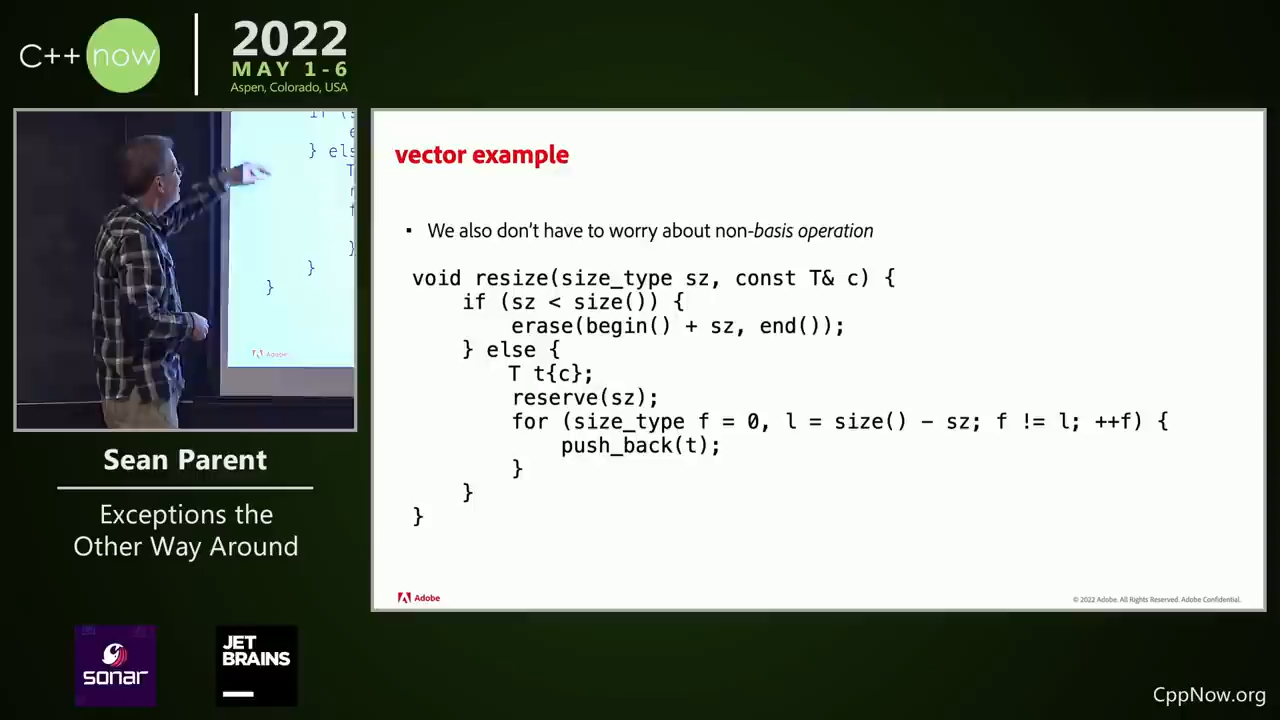 C++ now
2022
MAY 1-6
Aspen, Colorado, USA
} els
}
}
}
Adobe
Sean Parent
Exceptions the
Other Way Around
sonar
JET
BRAINS
vector example
▪ We also don't have to worry about non-basis operation
void resize(size_type sz, const T& c) {
    if (sz < size()) {
        erase(begin() + sz, end());
    } else {
        T t{c};
        reserve(sz);
        for (size_type f = 0, l = size() - sz; f != l; ++f) {
            push_back(t);
        }
    }
}
Adobe
© 2022 Adobe. All Rights Reserved. Adobe Confidential.
CppNow.org